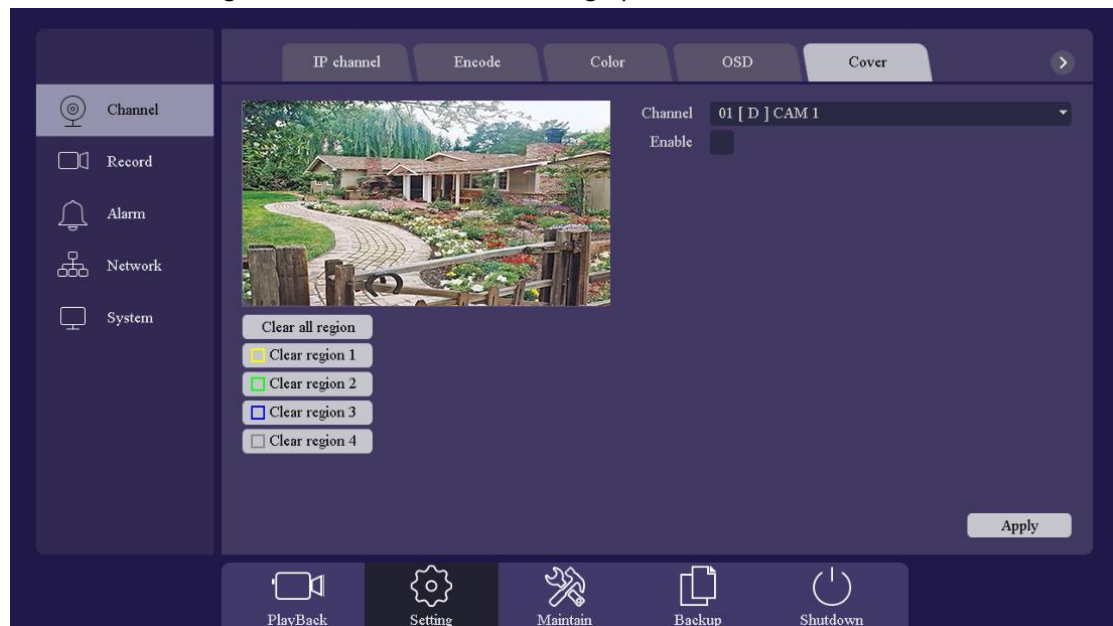 IP channel Encode Color OSD Cover
Channel
Record
Alarm
Network
System
Channel 01 [ D ] CAM 1
Enable
Clear all region
Clear region 1
Clear region 2
Clear region 3
Clear region 4
Apply
PlayBack Setting Maintain Backup Shutdown